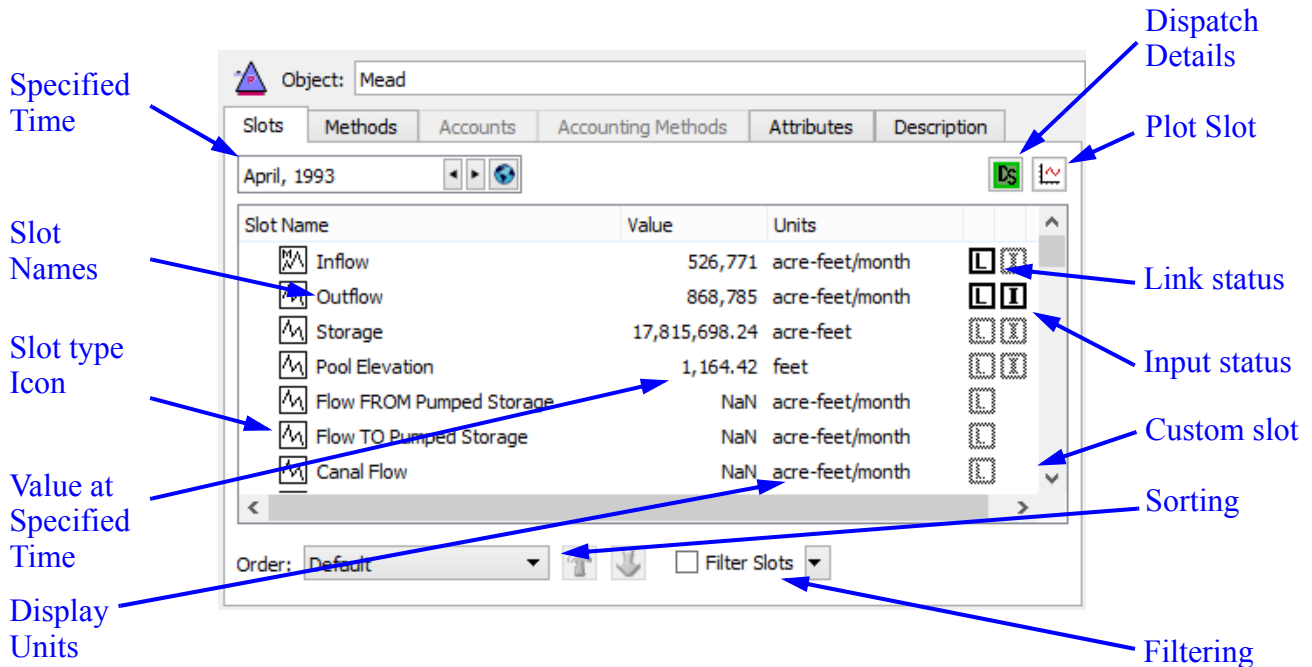 Dispatch
Details
Object: Mead
Specified
Time
Slots Methods Accounts Accounting Methods Attributes Description
Plot Slot
April, 1993
DS
Slot Name Value Units
Slot
Names
M Inflow 526,771 acre-feet/month L I
Link status
Outflow 868,785 acre-feet/month L I
Storage 17,815,698.24 acre-feet L I
Slot type
Icon
Pool Elevation 1,164.42 feet L I
Input status
Flow FROM Pumped Storage NaN acre-feet/month L
Flow TO Pumped Storage NaN acre-feet/month L
Custom slot
Canal Flow NaN acre-feet/month L
Value at
Specified
Time
Sorting
Order: Default Filter Slots
Display
Units
Filtering